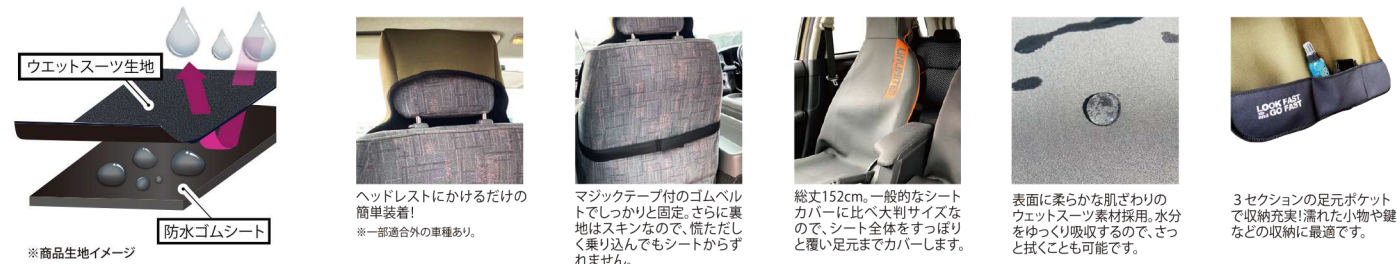 ウエットスーツ生地
防水ゴムシート
※商品生地イメージ
ヘッドレストにかけるだけの
簡単装着！
※一部適合外の車種あり。
マジックテープ付のゴムベル
トでしっかりと固定。さらに裏
地はスキンなので、慌ただし
く乗り込んでもシートからず
れません。
UNLIMITED
総丈152cm。一般的なシート
カバーに比べ大判サイズな
ので、シート全体をすっぽり
と覆い足元までカバーします。
表面に柔らかな肌ざわりの
ウェットスーツ素材採用。水分
をゆっくり吸収するので、さっ
と拭くことも可能です。
LOOK FAST
GO FAST
３セクションの足元ポケット
で収納充実！濡れた小物や鍵
などの収納に最適です。